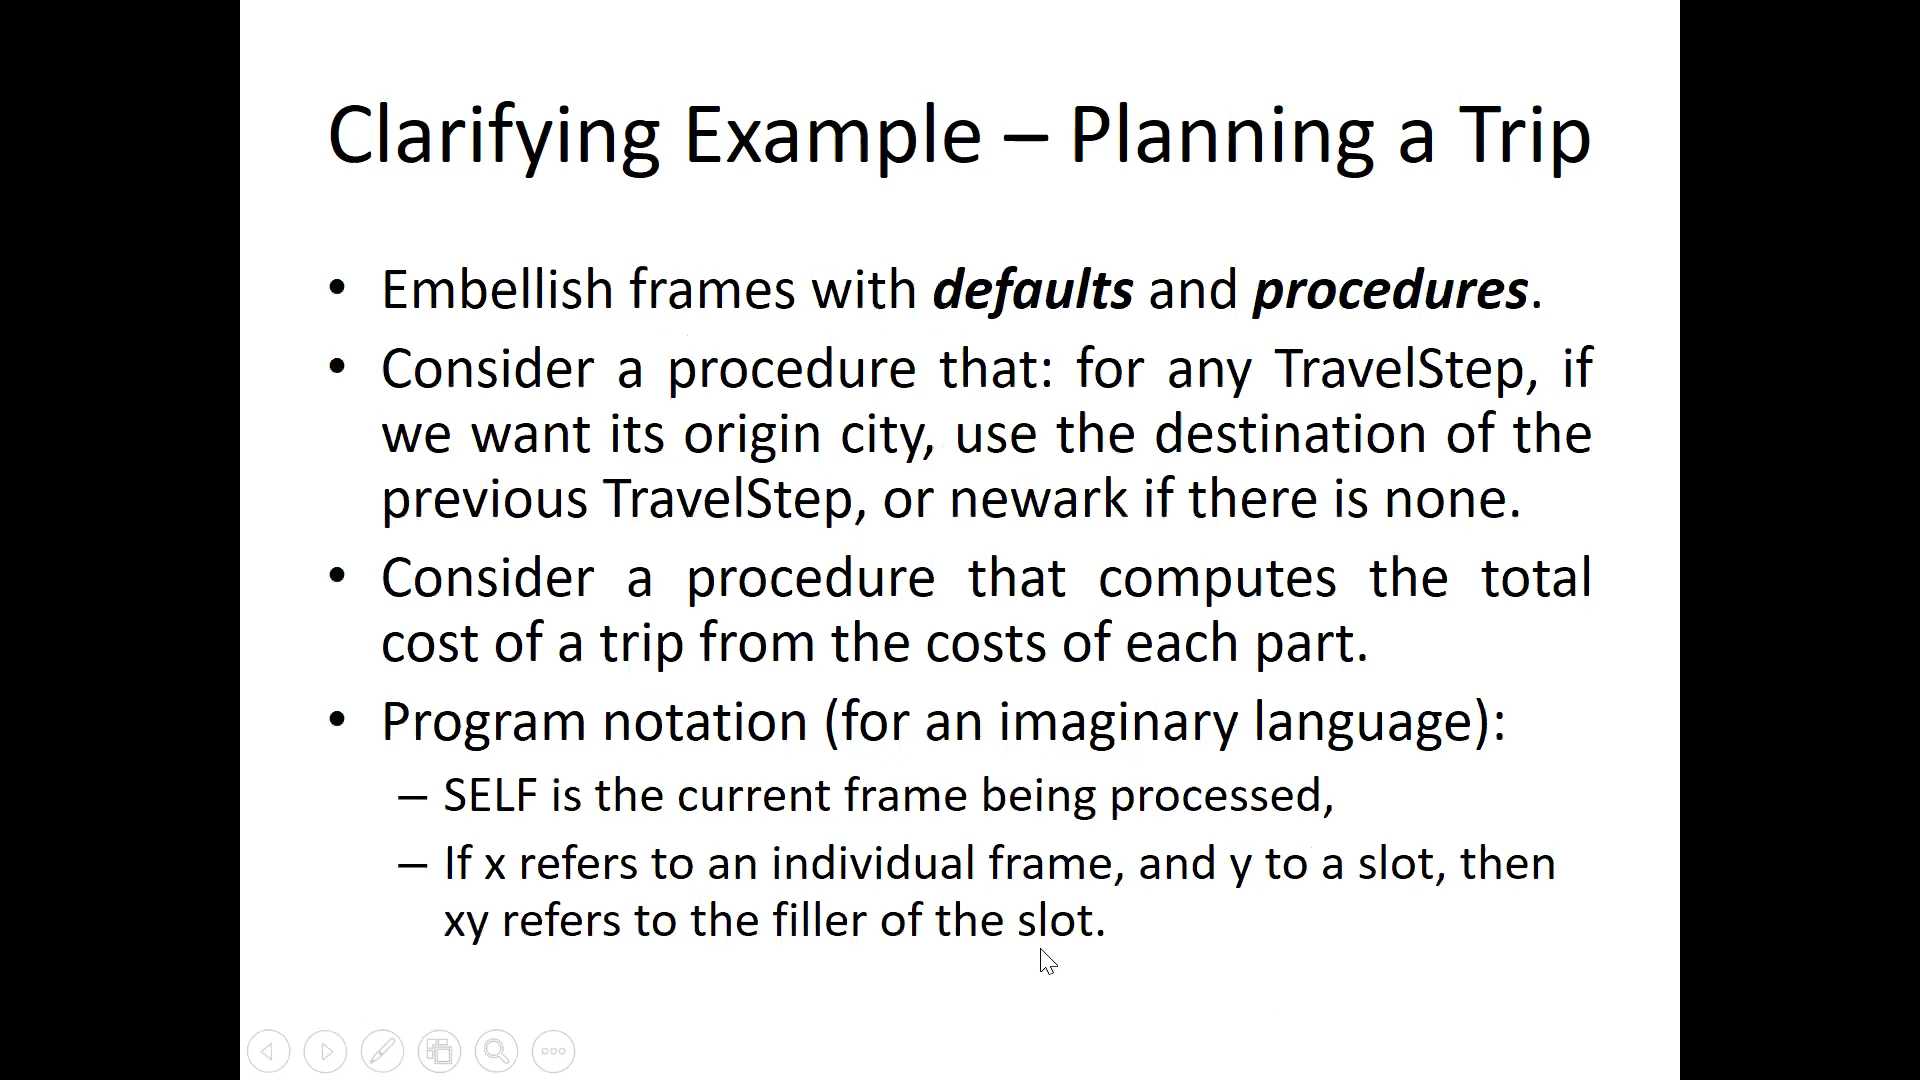 Clarifying Example – Planning a Trip
• Embellish frames with defaults and procedures.
• Consider a procedure that: for any TravelStep, if
we want its origin city, use the destination of the
previous TravelStep, or newark if there is none.
• Consider a procedure that computes the total
cost of a trip from the costs of each part.
• Program notation (for an imaginary language):
– SELF is the current frame being processed,
– If x refers to an individual frame, and y to a slot, then
xy refers to the filler of the slot.